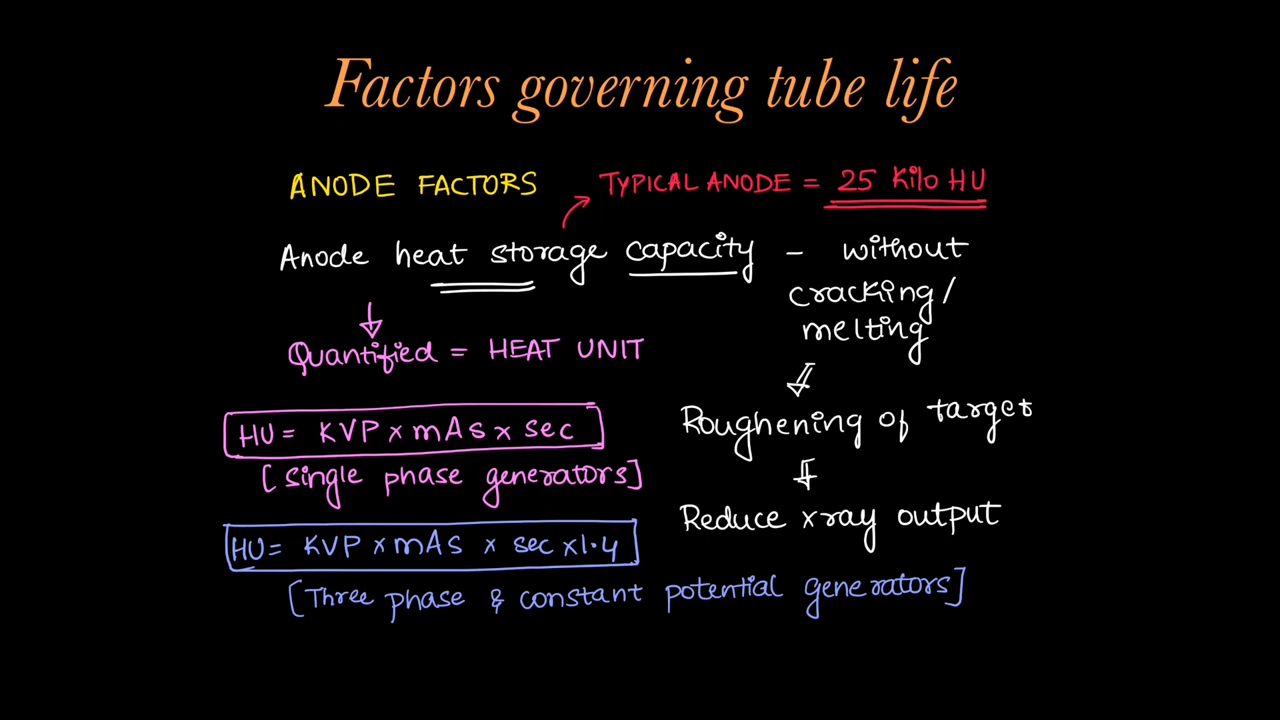 Factors governing tube life
ANODE FACTORS
TYPICAL ANODE = 25 Kilo HU
Anode heat storage capacity - without
cracking/
melting
Quantified = HEAT UNIT
HU = KVP x mAs x sec
[single phase generators]
HU = KVP x mAs x sec x 1.4
[Three phase & constant potential generators]
Roughening of target
Reduce xray output